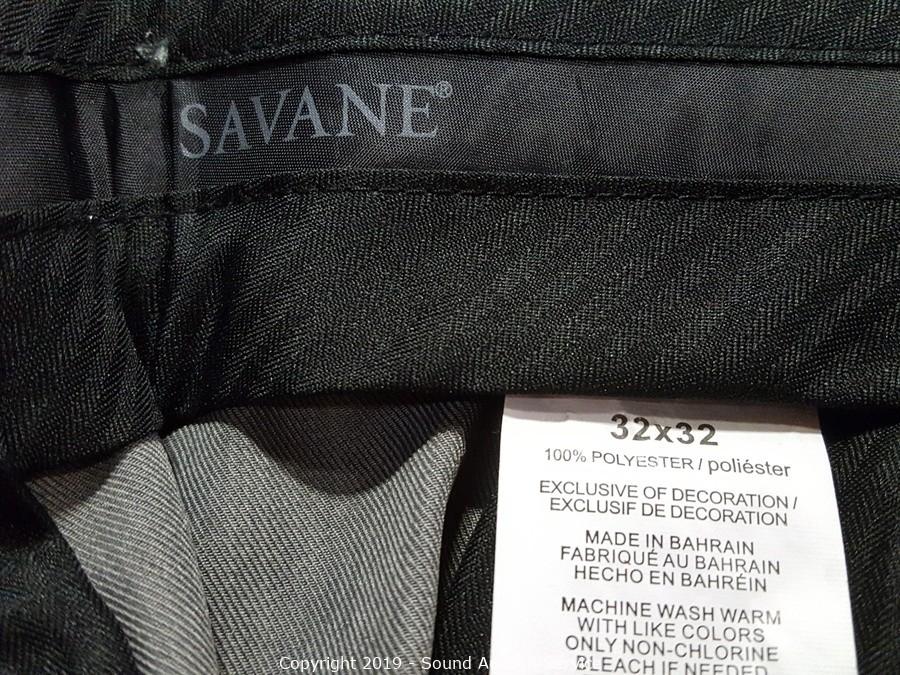 SAVANE®
32x32
100% POLYESTER / poliéster
EXCLUSIVE OF DECORATION /
EXCLUSIF DE DECORATION
MADE IN BAHRAIN
FABRIQUÉ AU BAHRAIN
HECHO EN BAHRÉIN
MACHINE WASH WARM
WITH LIKE COLORS
ONLY NON-CHLORINE
BLEACH IF NEEDED
Copyright 2019 - Sound